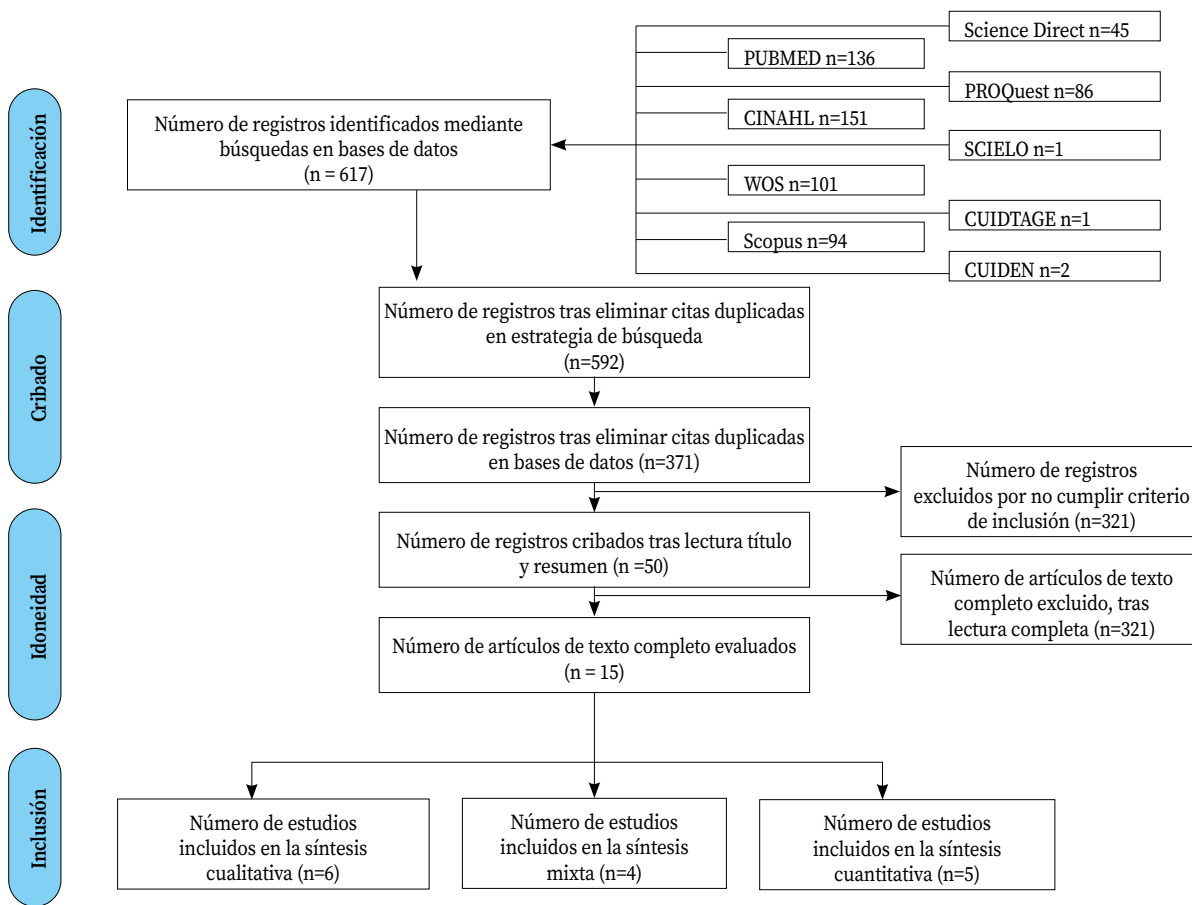 Science Direct n=45
PUBMED n=136
PROQuest n=86
CINAHL n=151
SCIELO n=1
WOS n=101
CUIDTAGE n=1
Scopus n=94
CUIDEN n=2
Identificación
Número de registros identificados mediante
búsquedas en bases de datos
(n = 617)
Cribado
Número de registros tras eliminar citas duplicadas
en estrategia de búsqueda
(n=592)
Número de registros tras eliminar citas duplicadas
en bases de datos (n=371)
Número de registros
excluidos por no cumplir criterio
de inclusión (n=321)
Idoneidad
Número de registros cribados tras lectura título
y resumen (n =50)
Número de artículos de texto
completo excluido, tras
lectura completa (n=321)
Número de artículos de texto completo evaluados
(n = 15)
Inclusión
Número de estudios
incluidos en la síntesis
cualitativa (n=6)
Número de estudios
incluidos en la síntesis
mixta (n=4)
Número de estudios
incluidos en la síntesis
cuantitativa (n=5)